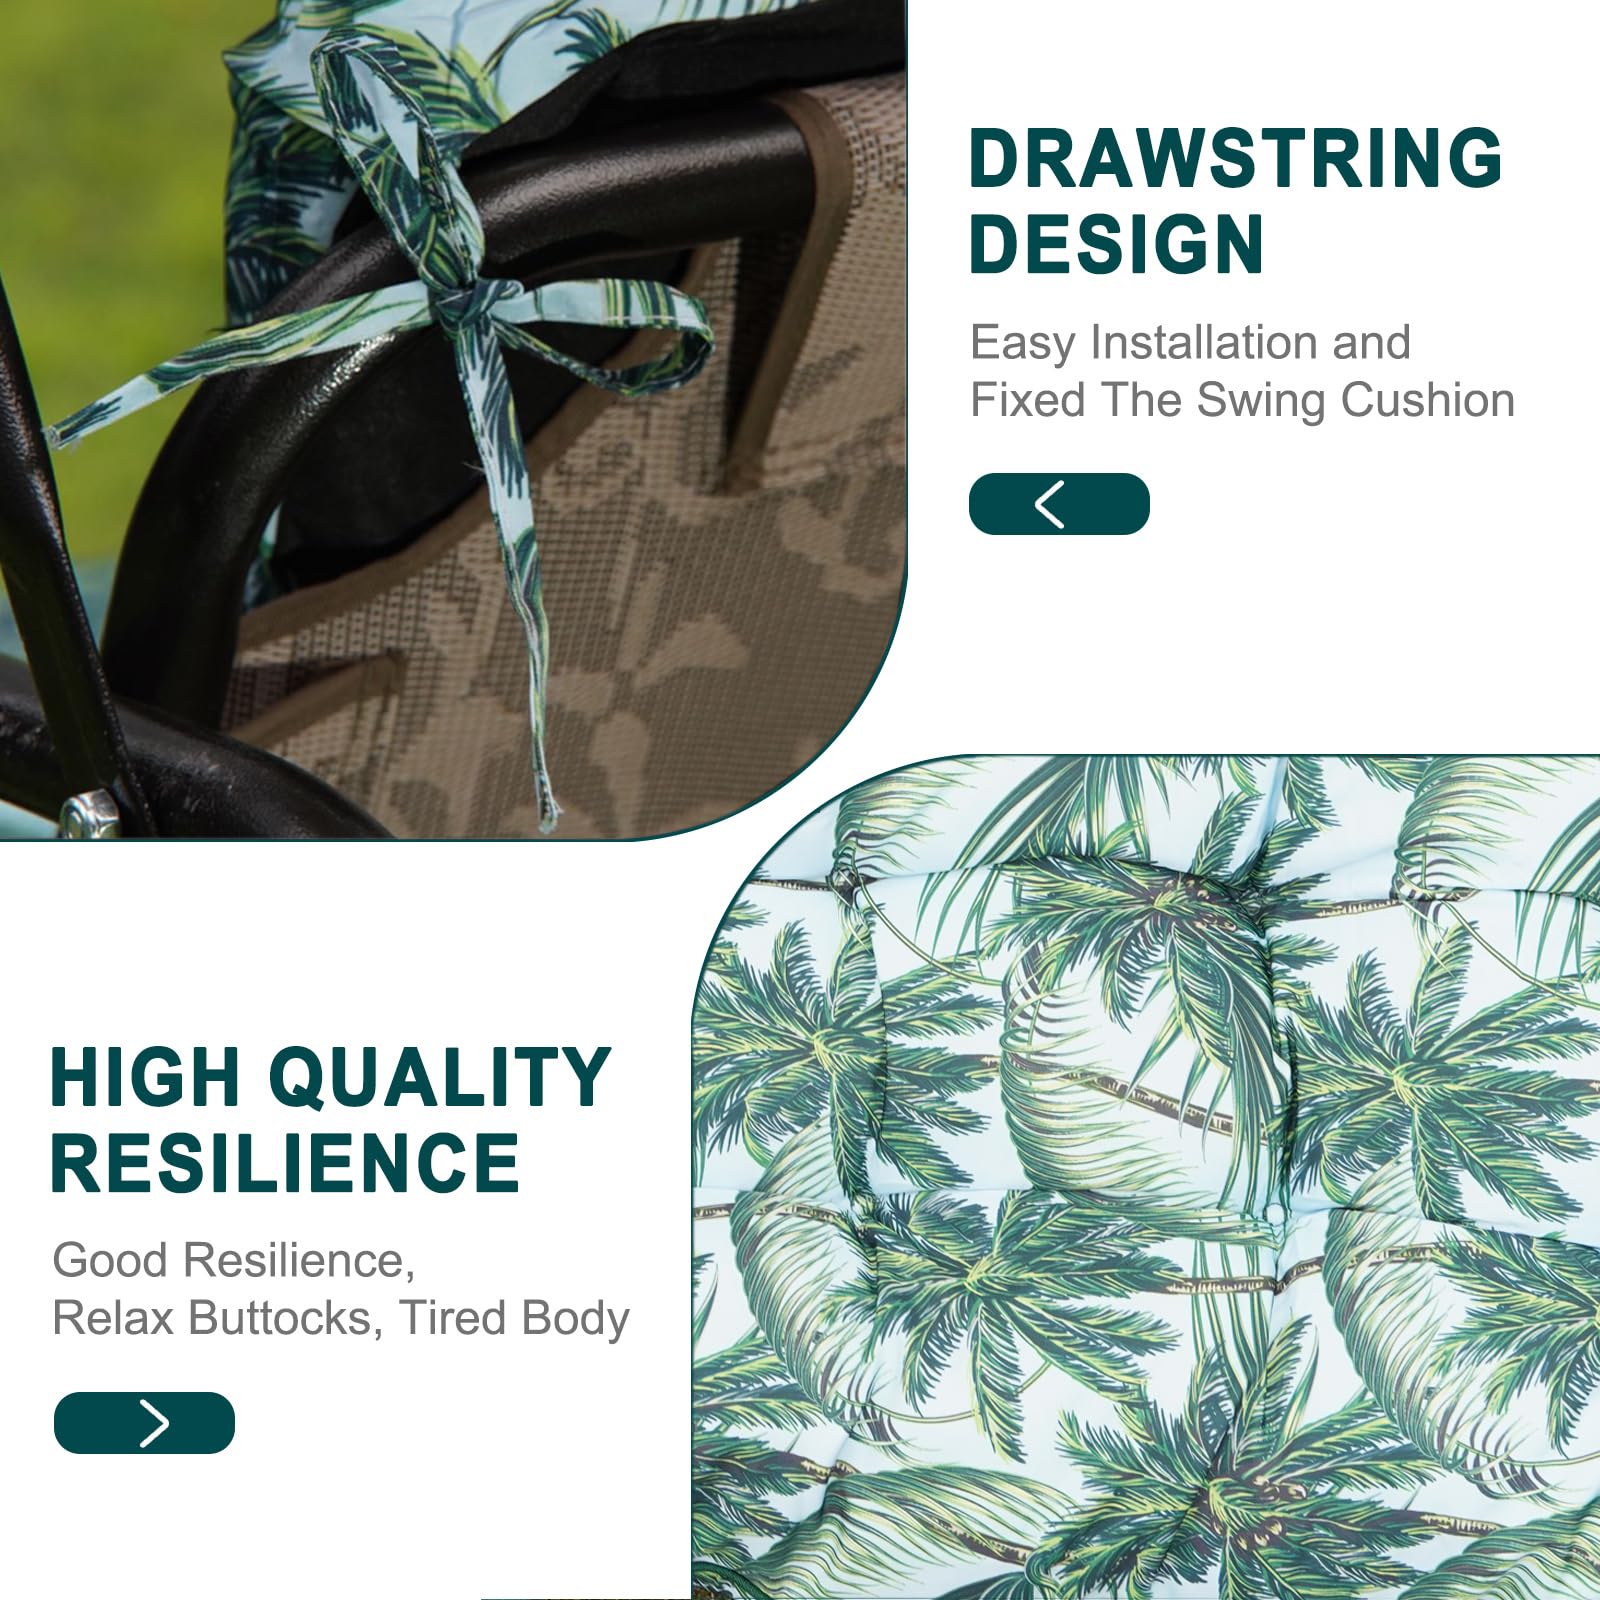 DRAWSTRING
DESIGN
Easy Installation and
Fixed The Swing Cushion
HIGH QUALITY
RESILIENCE
Good Resilience,
Relax Buttocks, Tired Body